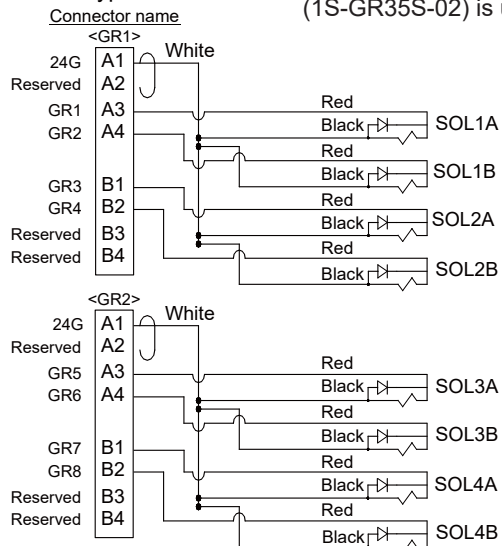 (1S-GR35S-02) is
Connector name
<GR1>
White
24G A1
Reserved A2
GR1 A3
GR2 A4
GR3 B1
GR4 B2
Reserved B3
Reserved B4
Red
Black SOL1A
Red
Black SOL1B
Red
Black SOL2A
Red
Black SOL2B
<GR2>
White
24G A1
Reserved A2
GR5 A3
GR6 A4
GR7 B1
GR8 B2
Reserved B3
Reserved B4
Red
Black SOL3A
Red
Black SOL3B
Red
Black SOL4A
Red
Black SOL4B